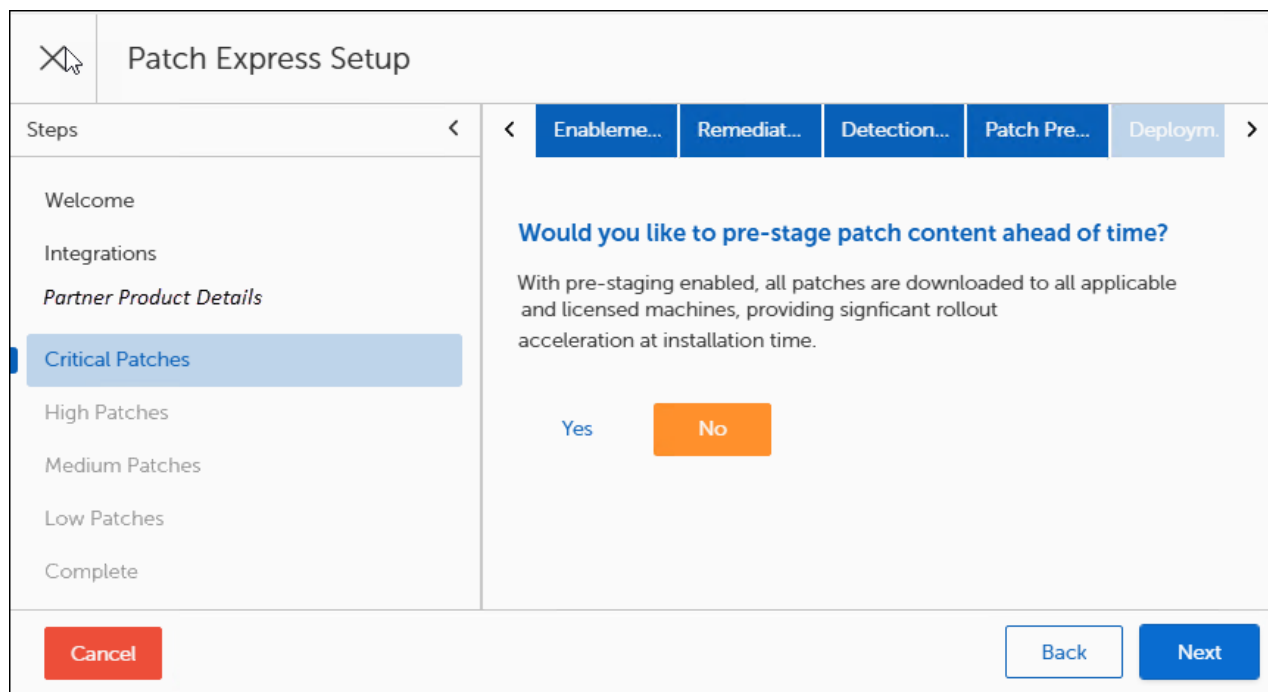 Patch Express Setup
Steps
Enableme...
Remediat...
Detection...
Patch Pre...
Deploym.
Welcome
Integrations
Partner Product Details
Critical Patches
High Patches
Medium Patches
Low Patches
Complete
Would you like to pre-stage patch content ahead of time?
With pre-staging enabled, all patches are downloaded to all applicable
and licensed machines, providing signficant rollout
acceleration at installation time.
Yes
No
Cancel
Back
Next